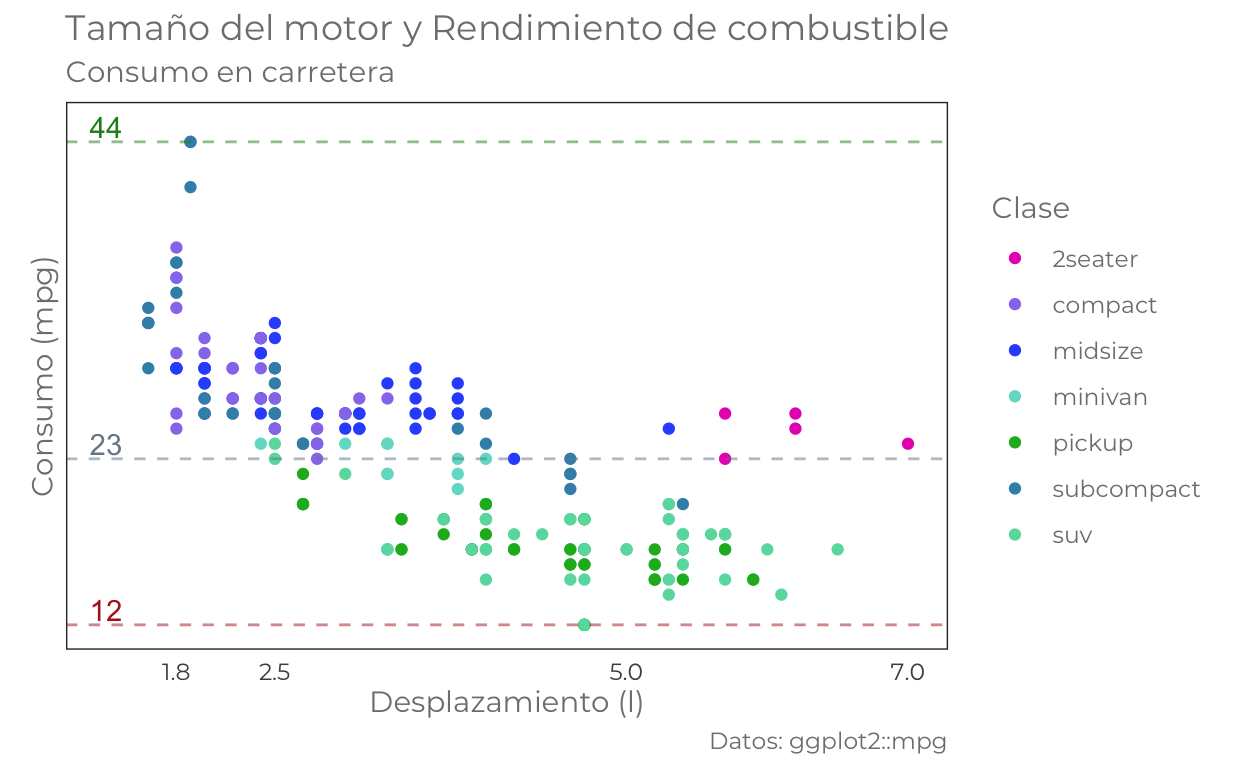 Tamaño del motor y Rendimiento de combustible
Consumo en carretera
44
23
12
Consumo (mpg)
1.8 2.5 5.0 7.0
Desplazamiento (l)
Datos: ggplot2::mpg
Clase
2seater
compact
midsize
minivan
pickup
subcompact
suv